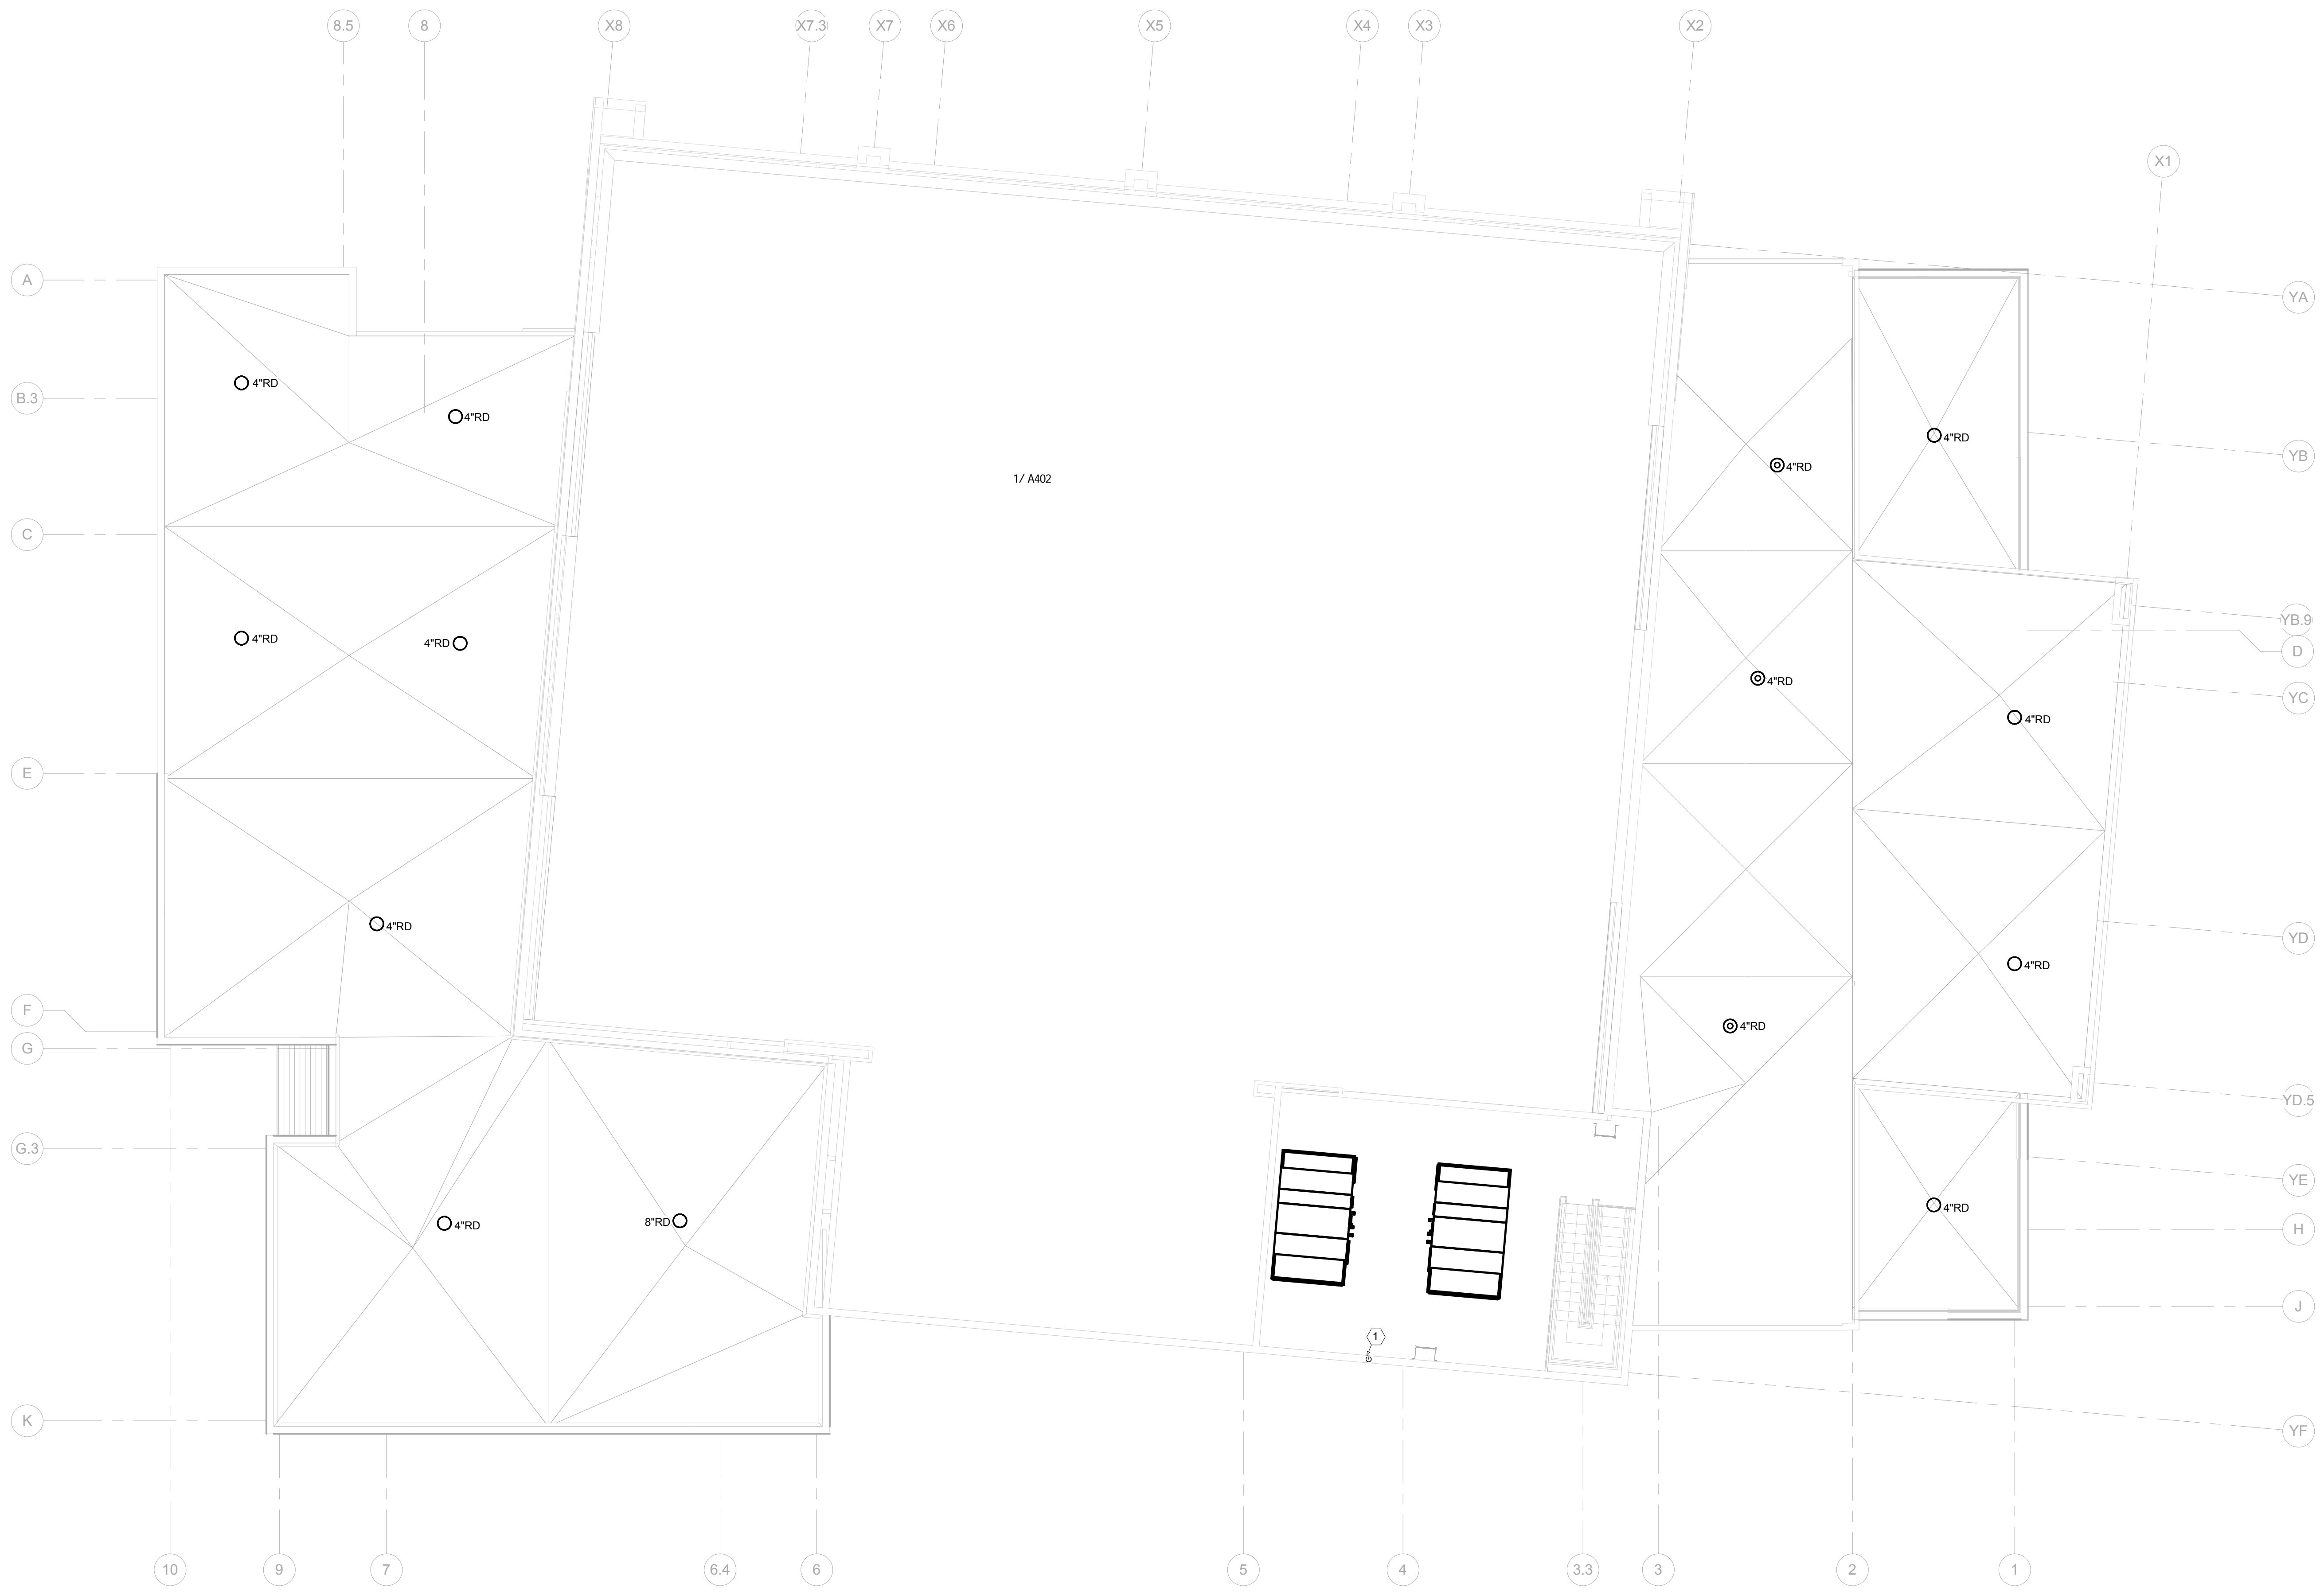 8.5 8 X8 X7.3 X7 X6 X5 X4 X3 X2
X1
A
YA
4"RD
B.3
4"RD
4"RD
YB
4"RD
1/ A402
C
YB.9
4"RD
4"RD
D
4"RD
YC
4"RD
E
4"RD
YD
4"RD
F
4"RD
G
YD.5
G.3
YE
4"RD
8"RD
4"RD
H
J
1
K
YF
10 9 7 6.4 6 5 4 3.3 3 2 1